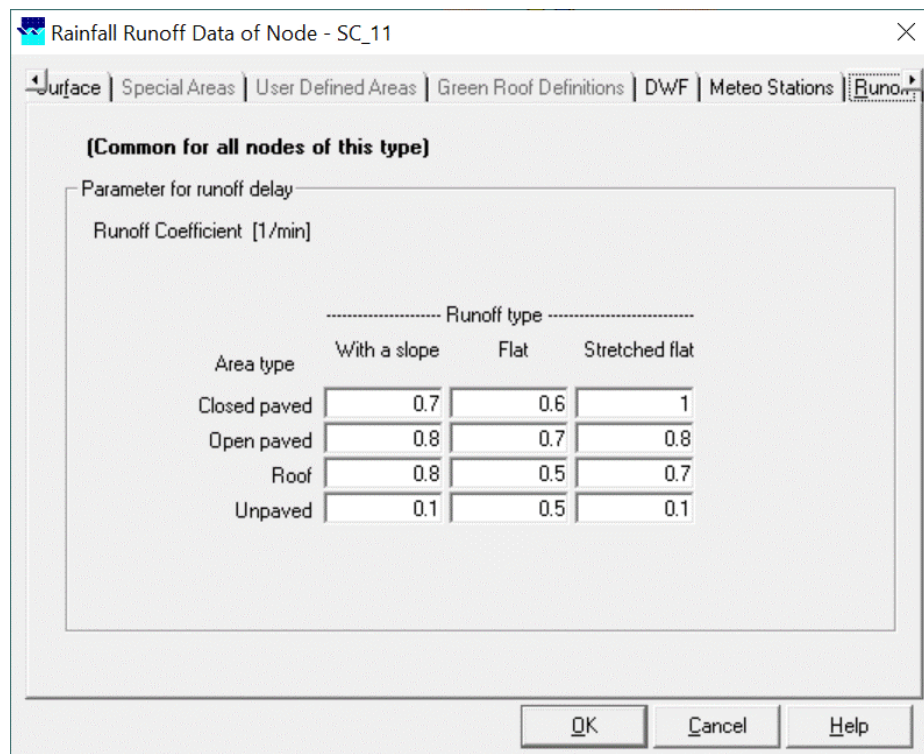 Rainfall Runoff Data of Node - SC_11
Surface Special Areas User Defined Areas Green Roof Definitions DWF Meteo Stations Runof
(Common for all nodes of this type)
Parameter for runoff delay
Runoff Coefficient [1/min]
-------------------- Runoff type --------------------------
Area type With a slope Flat Stretched flat
Closed paved 0.7 0.6 1
Open paved 0.8 0.7 0.8
Roof 0.8 0.5 0.7
Unpaved 0.1 0.5 0.1
OK Cancel Help